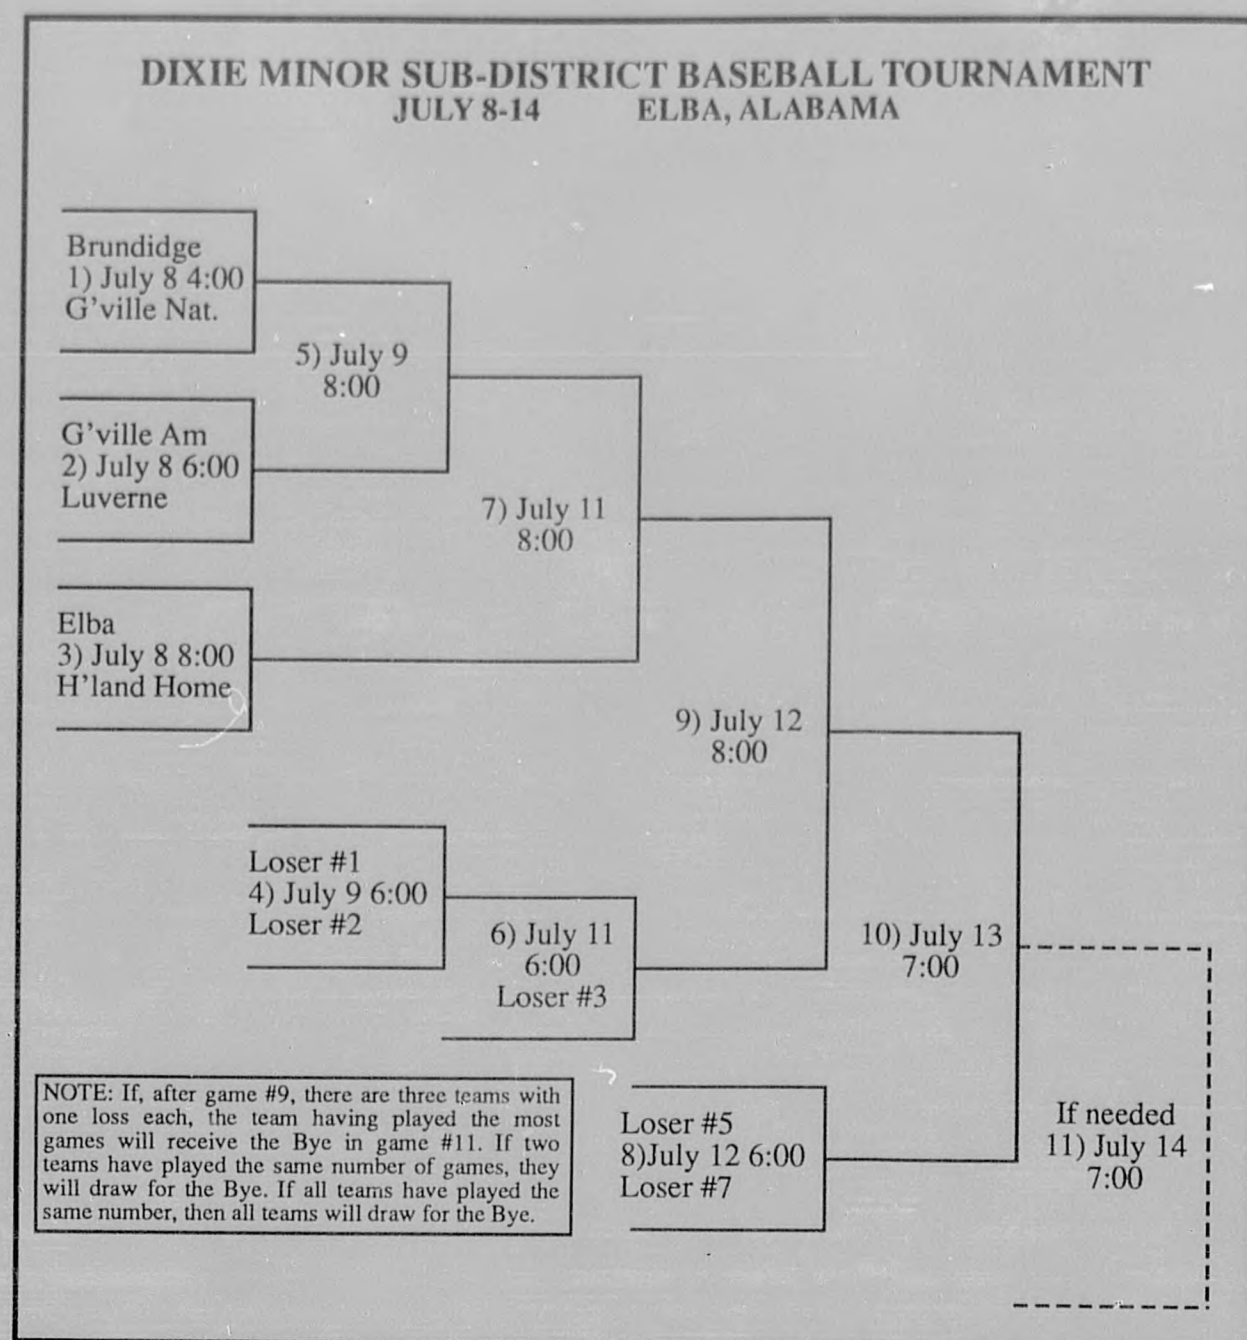 DIXIE MINOR SUB-DISTRICT BASEBALL TOURNAMENT
JULY 8-14 ELBA, ALABAMA
Brundidge
1) July 8 4:00
G'ville Nat.
5) July 9
8:00
G'ville Am
2) July 8 6:00
Luverne
7) July 11
8:00
Elba
3) July 8 8:00
H'land Home
9) July 12
8:00
Loser #1
4) July 9 6:00
Loser #2
6) July 11
6:00
Loser #3
10) July 13
7:00
NOTE: If, after game #9, there are three teams with
one loss each, the team having played the most
games will receive the Bye in game #11. If two
teams have played the same number of games, they
will draw for the Bye. If all teams have played the
same number, then all teams will draw for the Bye.
Loser #5
8)July 12 6:00
Loser #7
If needed
11) July 14
7:00